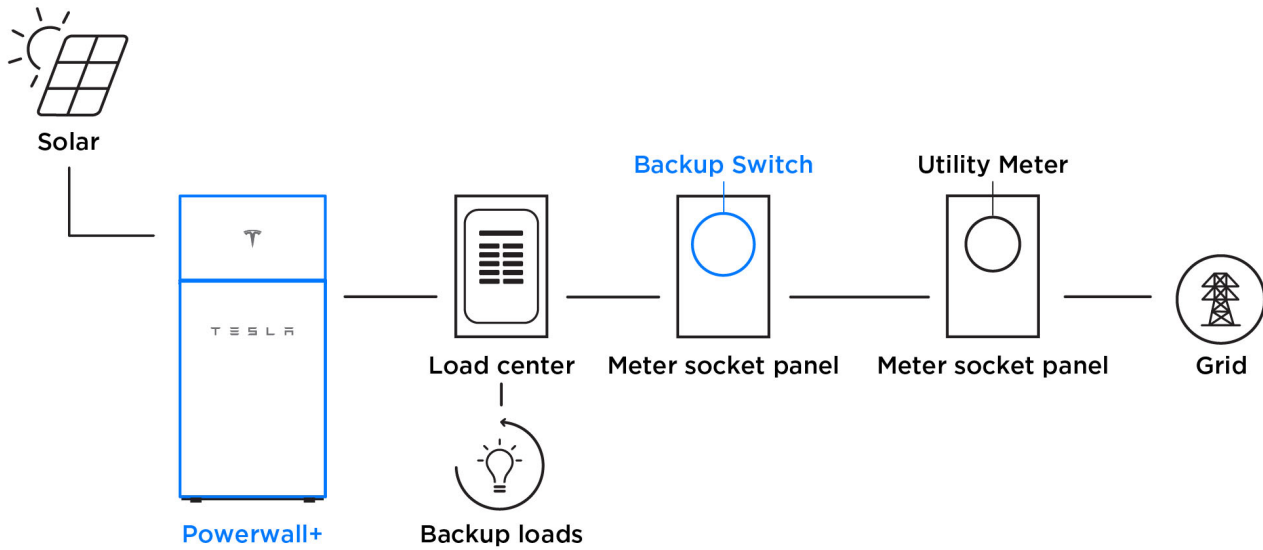 Solar
Backup Switch
Utility Meter
TESLA
Load center
Meter socket panel
Meter socket panel
Grid
Powerwall+
Backup loads